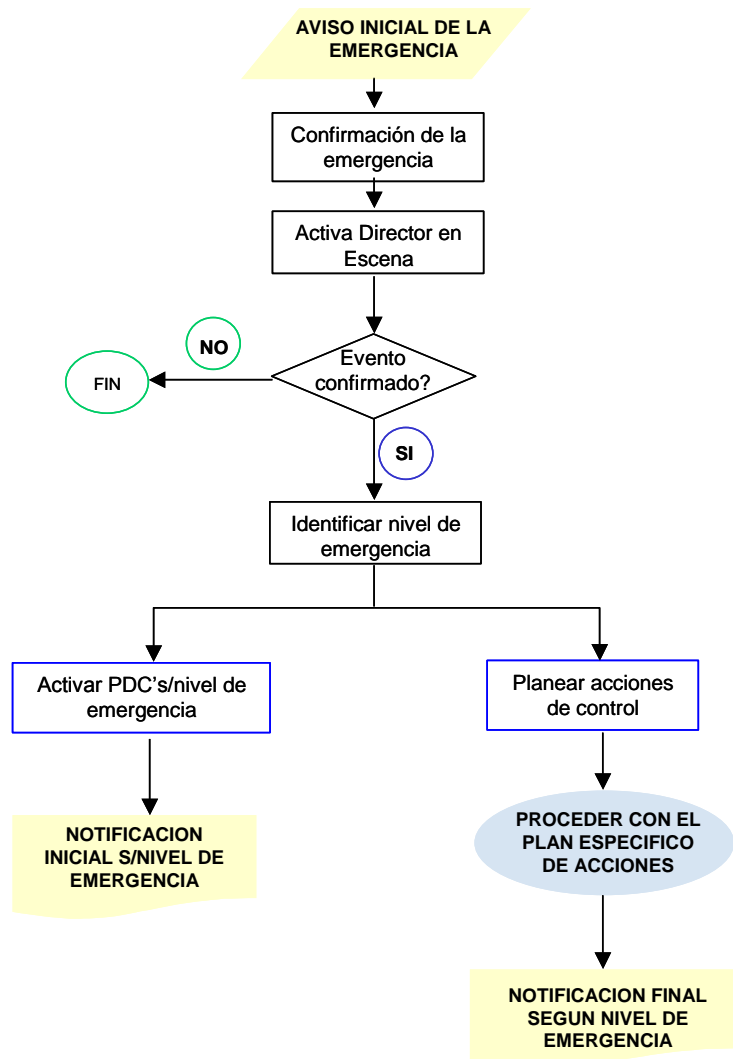 AVISO INICIAL DE LA
EMERGENCIA
Confirmación de la
emergencia
Activa Director en
Escena
Evento
confirmado?
NO
FIN
SI
Identificar nivel de
emergencia
Activar PDC's/nivel de
emergencia
Planear acciones
de control
NOTIFICACION
INICIAL S/NIVEL DE
EMERGENCIA
PROCEDER CON EL
PLAN ESPECIFICO
DE ACCIONES
NOTIFICACION FINAL
SEGUN NIVEL DE
EMERGENCIA